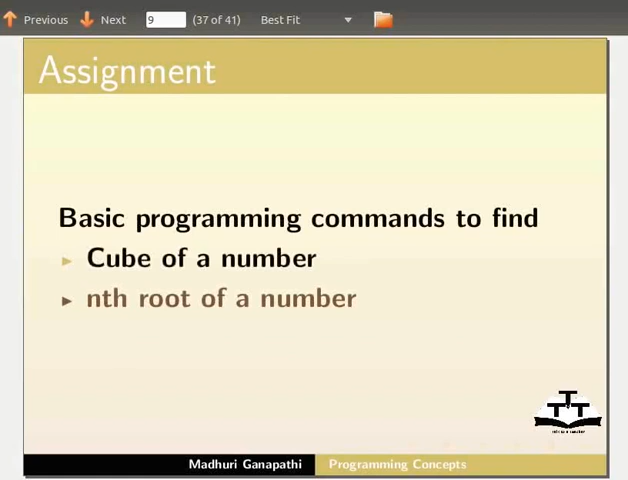 Previous Next 9 (37 of 41) Best Fit
Assignment
Basic programming commands to find
Cube of a number
nth root of a number
TTT
Madhuri Ganapathi Programming Concepts